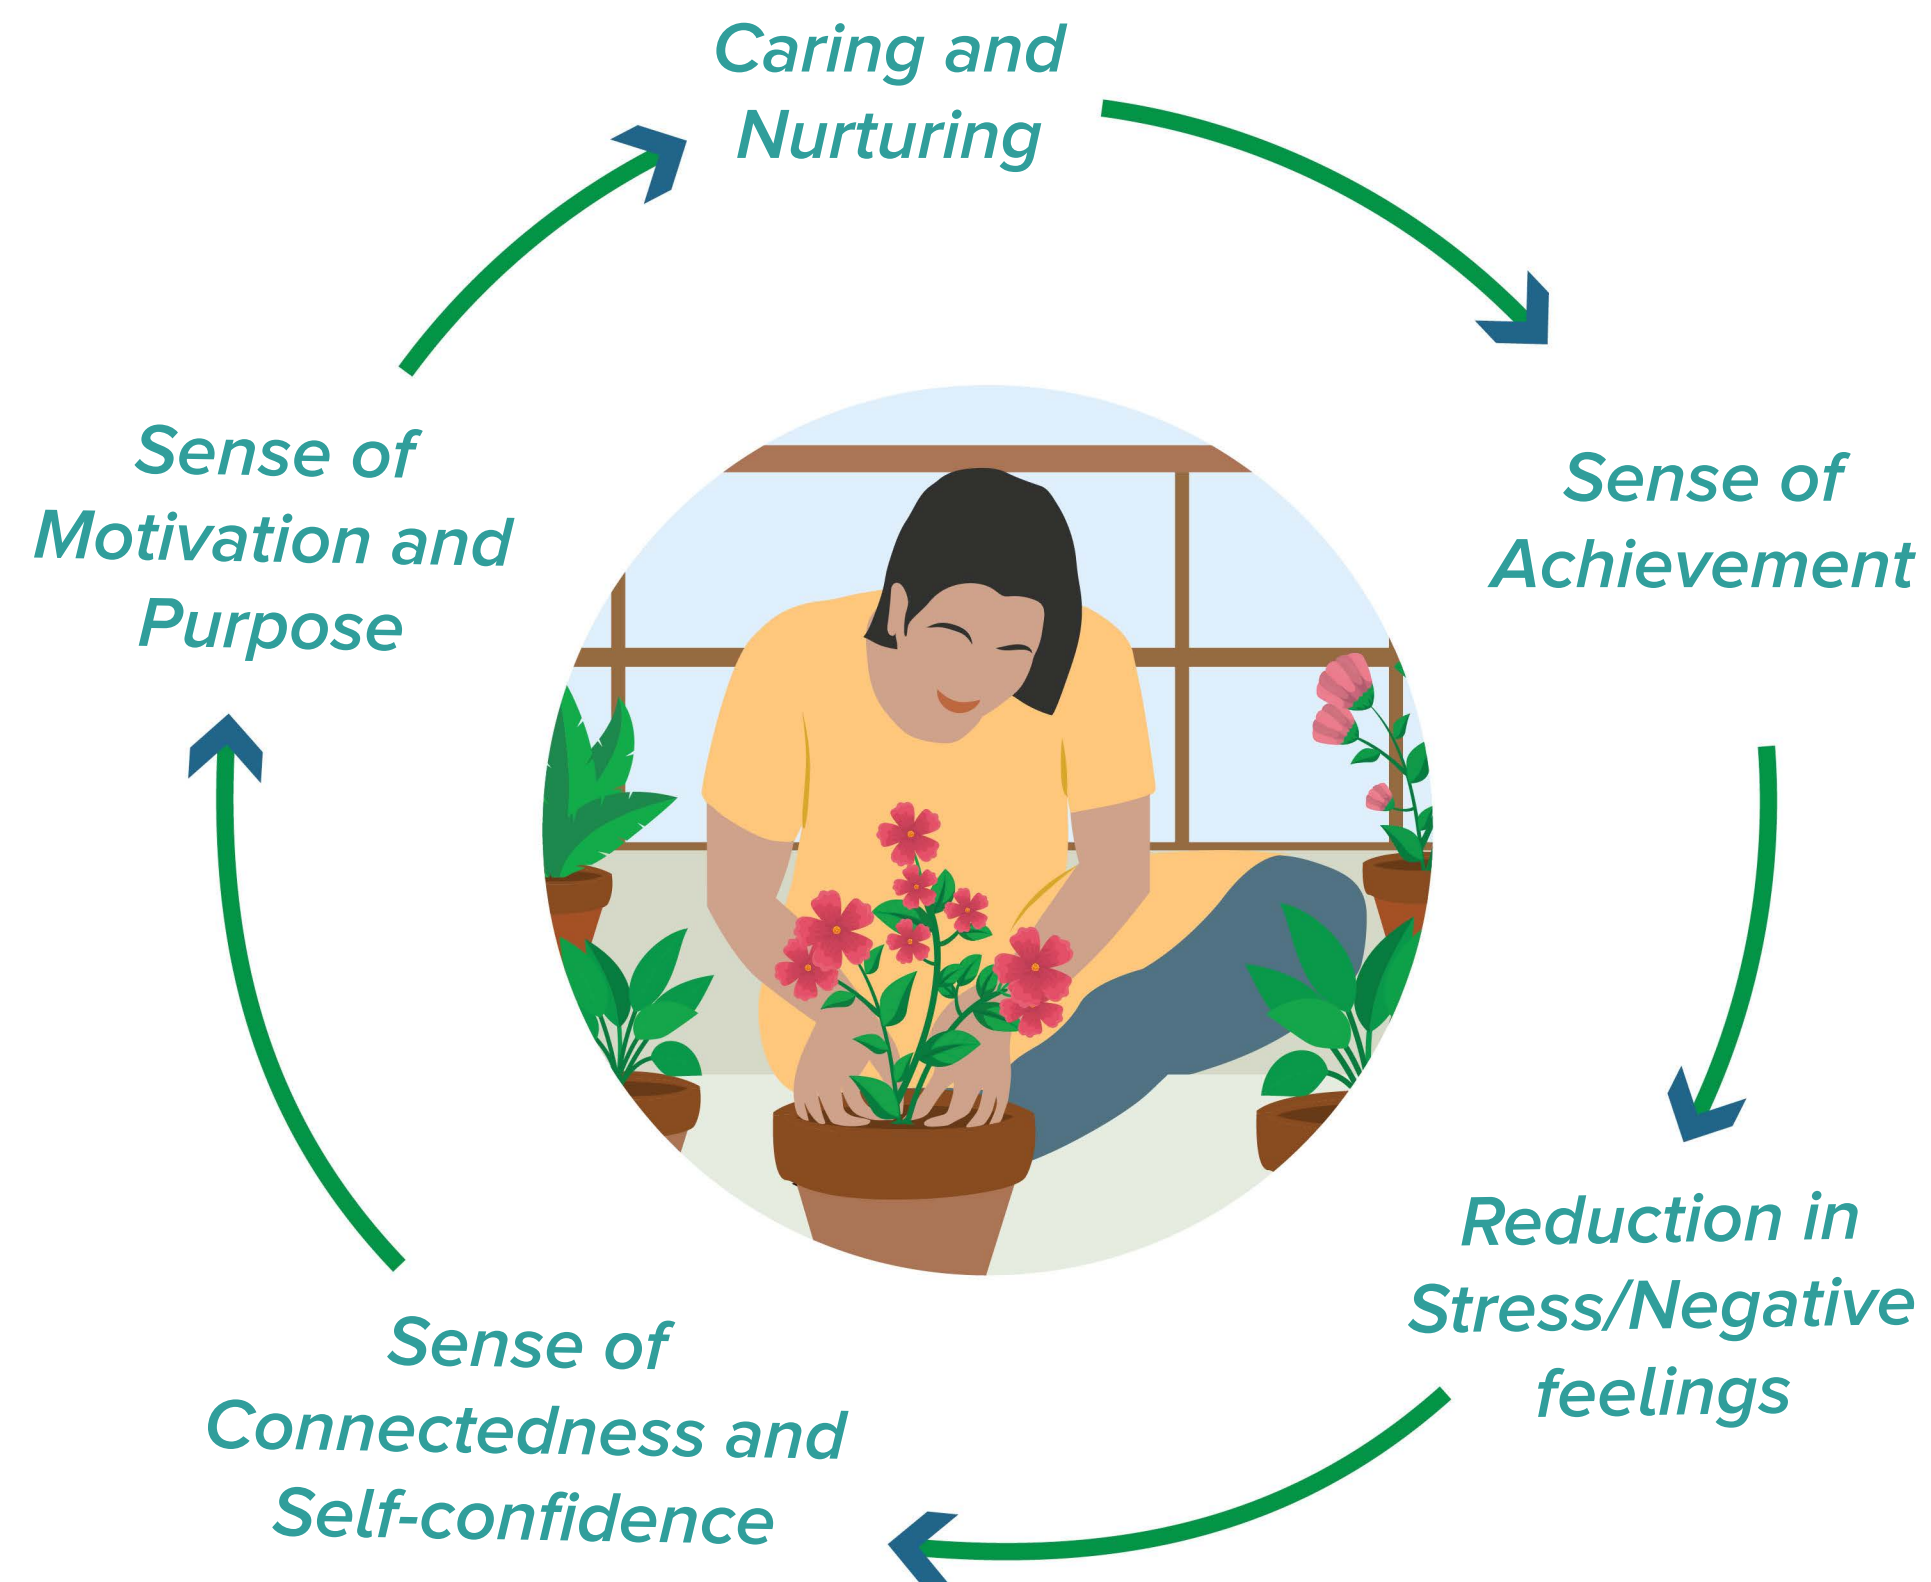 Caring and
Nurturing
Sense of
Achievement
Reduction in
Stress/Negative
feelings
Sense of
Connectedness and
Self-confidence
Sense of
Motivation and
Purpose